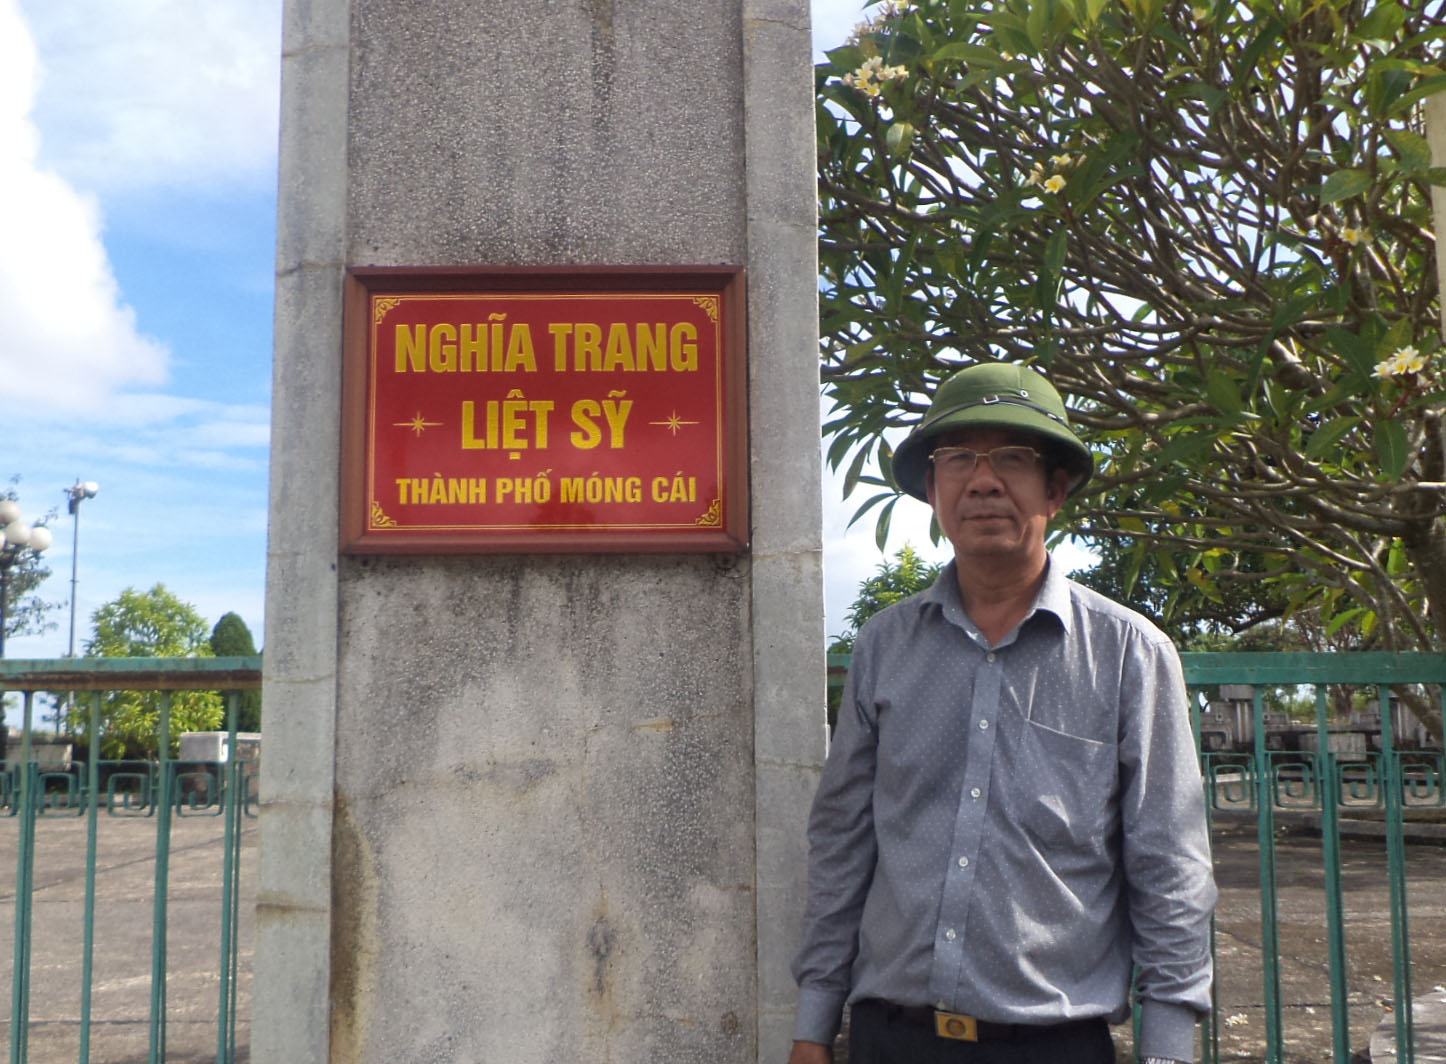 NGHĨA TRANG
LIỆT SỸ
THÀNH PHỐ MÓNG CÁI